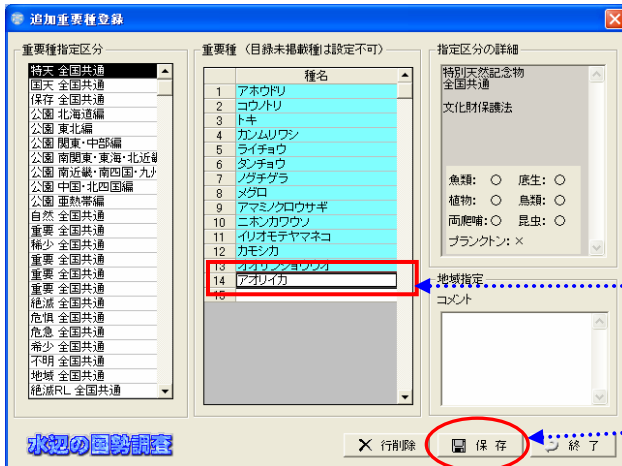 追加重要種登録
重要種指定区分
特天 全国共通
国天 全国共通
保存 全国共通
公園 北海道編
公園 東北編
公園 関東・中部編
公園 南関東・東海・北近畿
公園 南近畿・南四国・九州
公園 中国・北四国編
公園 亜熱帯編
自然 全国共通
重要 全国共通
稀少 全国共通
重要 全国共通
重要 全国共通
重要 全国共通
絶滅 全国共通
危惧 全国共通
危急 全国共通
希少 全国共通
不明 全国共通
地域 全国共通
絶滅RL 全国共通
重要種（目録未掲載種は設定不可）
種名
1 アホウドリ
2 コウノトリ
3 トキ
4 カンムリワシ
5 ライチョウ
6 タンチョウ
7 ノグチゲラ
8 メグロ
9 アマミノクロウサギ
10 ニホンカワウソ
11 イリオモテヤマネコ
12 カモシカ
13 オオサンショウウオ
14 アオリイカ
15
指定区分の詳細
特別天然記念物
全国共通
文化財保護法
魚類： ○ 底生： ○
植物： ○ 鳥類： ○
両爬哺： ○ 昆虫： ○
プランクトン： ×
地域指定
コメント
水辺の国勢調査
行削除
保 存
終 了